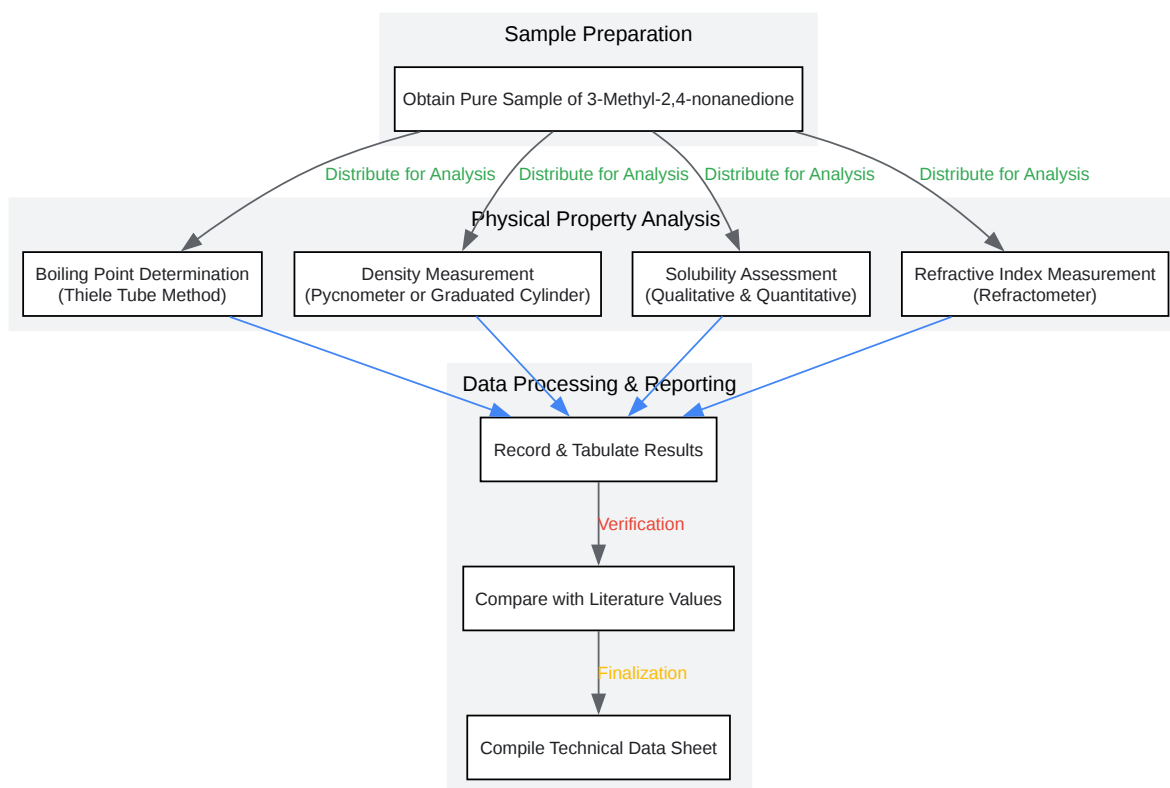 Sample Preparation
Obtain Pure Sample of 3-Methyl-2,4-nonanedione
Distribute for Analysis
Distribute for Analysis
Distribute for Analysis
Distribute for Analysis
Physical Property Analysis
Boiling Point Determination
(Thiele Tube Method)
Density Measurement
(Pycnometer or Graduated Cylinder)
Solubility Assessment
(Qualitative & Quantitative)
Refractive Index Measurement
(Refractometer)
Data Processing & Reporting
Record & Tabulate Results
Verification
Compare with Literature Values
Finalization
Compile Technical Data Sheet